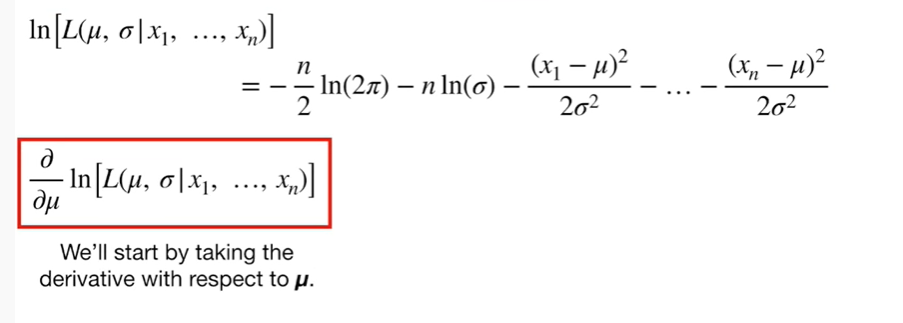 ln[L(μ, σ|x₁, …, xₙ)]
= − n/2 ln(2π) − n ln(σ) − (x₁ − μ)²/2σ² − … − (xₙ − μ)²/2σ²
∂/∂μ ln[L(μ, σ|x₁, …, xₙ)]
We’ll start by taking the
derivative with respect to μ.